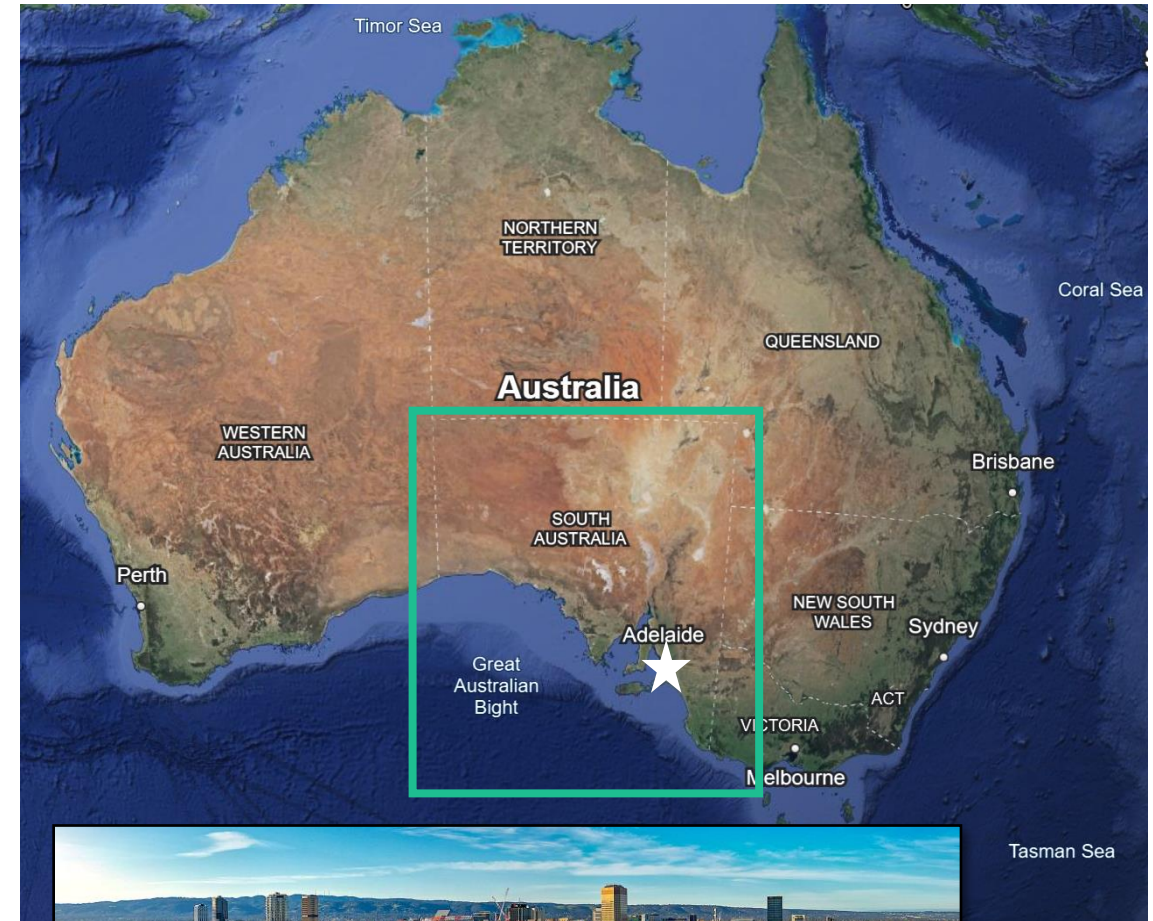 Timor Sea
NORTHERN
TERRITORY
Coral Sea
QUEENSLAND
Australia
WESTERN
AUSTRALIA
Brisbane
SOUTH
AUSTRALIA
Perth
NEW SOUTH
WALES
Sydney
Adelaide
Great
Australian
Bight
ACT
VICTORIA
Melbourne
Tasman Sea